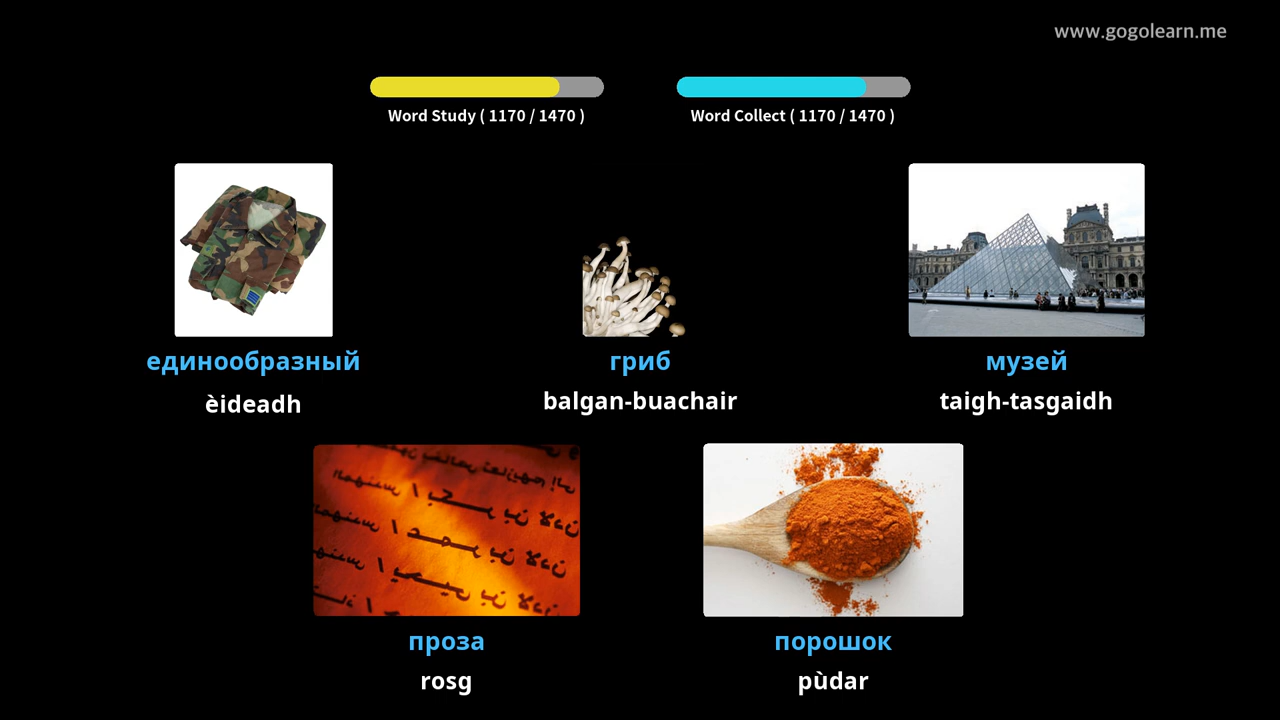 www.gogolearn.me
Word Study ( 1170 / 1470 )
Word Collect ( 1170 / 1470 )
единообразный
èideadh
гриб
balgan-buachair
музей
taigh-tasgaidh
проза
rosg
порошок
pùdar